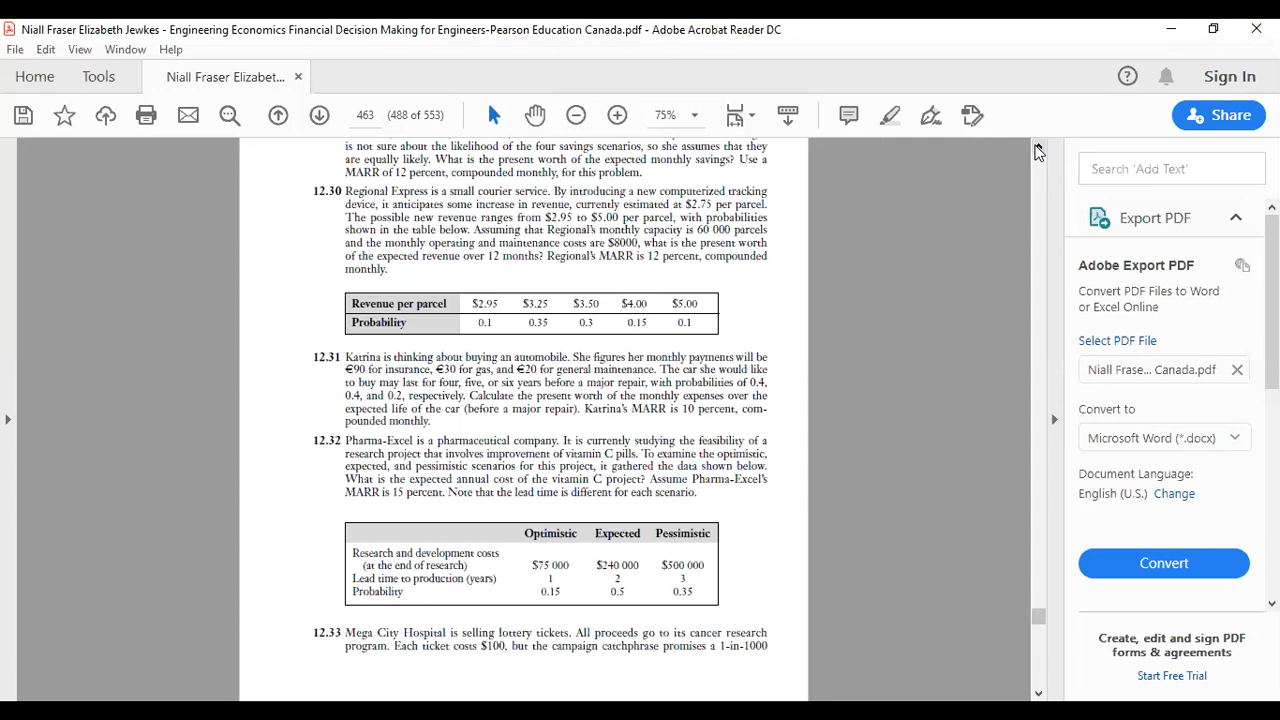 Niall Fraser Elizabeth Jewkes - Engineering Economics Financial Decision Making for Engineers-Pearson Education Canada.pdf - Adobe Acrobat Reader DC
File Edit View Window Help
Home Tools Niall Fraser Elizabet... × Sign In
463 (488 of 553) 75% Share
is not sure about the likelihood of the four savings scenarios, so she assumes that they
are equally likely. What is the present worth of the expected monthly savings? Use a
MARR of 12 percent, compounded monthly, for this problem.
12.30 Regional Express is a small courier service. By introducing a new computerized tracking
device, it anticipates some increase in revenue, currently estimated at $2.75 per parcel.
The possible new revenue ranges from $2.95 to $5.00 per parcel, with probabilities
shown in the table below. Assuming that Regional's monthly capacity is 60 000 parcels
and the monthly operating and maintenance costs are $8000, what is the present worth
of the expected revenue over 12 months? Regional's MARR is 12 percent, compounded
monthly.
Revenue per parcel $2.95 $3.25 $3.50 $4.00 $5.00
Probability 0.1 0.35 0.3 0.15 0.1
12.31 Katrina is thinking about buying an automobile. She figures her monthly payments will be
€90 for insurance, €30 for gas, and €20 for general maintenance. The car she would like
to buy may last for four, five, or six years before a major repair, with probabilities of 0.4,
0.4, and 0.2, respectively. Calculate the present worth of the monthly expenses over the
expected life of the car (before a major repair). Katrina's MARR is 10 percent, com-
pounded monthly.
12.32 Pharma-Excel is a pharmaceutical company. It is currently studying the feasibility of a
research project that involves improvement of vitamin C pills. To examine the optimistic,
expected, and pessimistic scenarios for this project, it gathered the data shown below.
What is the expected annual cost of the vitamin C project? Assume Pharma-Excel's
MARR is 15 percent. Note that the lead time is different for each scenario.
Optimistic Expected Pessimistic
Research and development costs
(at the end of research) $75 000 $240 000 $500 000
Lead time to production (years) 1 2 3
Probability 0.15 0.5 0.35
12.33 Mega City Hospital is selling lottery tickets. All proceeds go to its cancer research
program. Each ticket costs $100, but the campaign catchphrase promises a 1-in-1000
Search 'Add Text'
Export PDF
Adobe Export PDF
Convert PDF Files to Word
or Excel Online
Select PDF File
Niall Frase... Canada.pdf
Convert to
Microsoft Word (*.docx)
Document Language:
English (U.S.) Change
Convert
Create, edit and sign PDF
forms & agreements
Start Free Trial